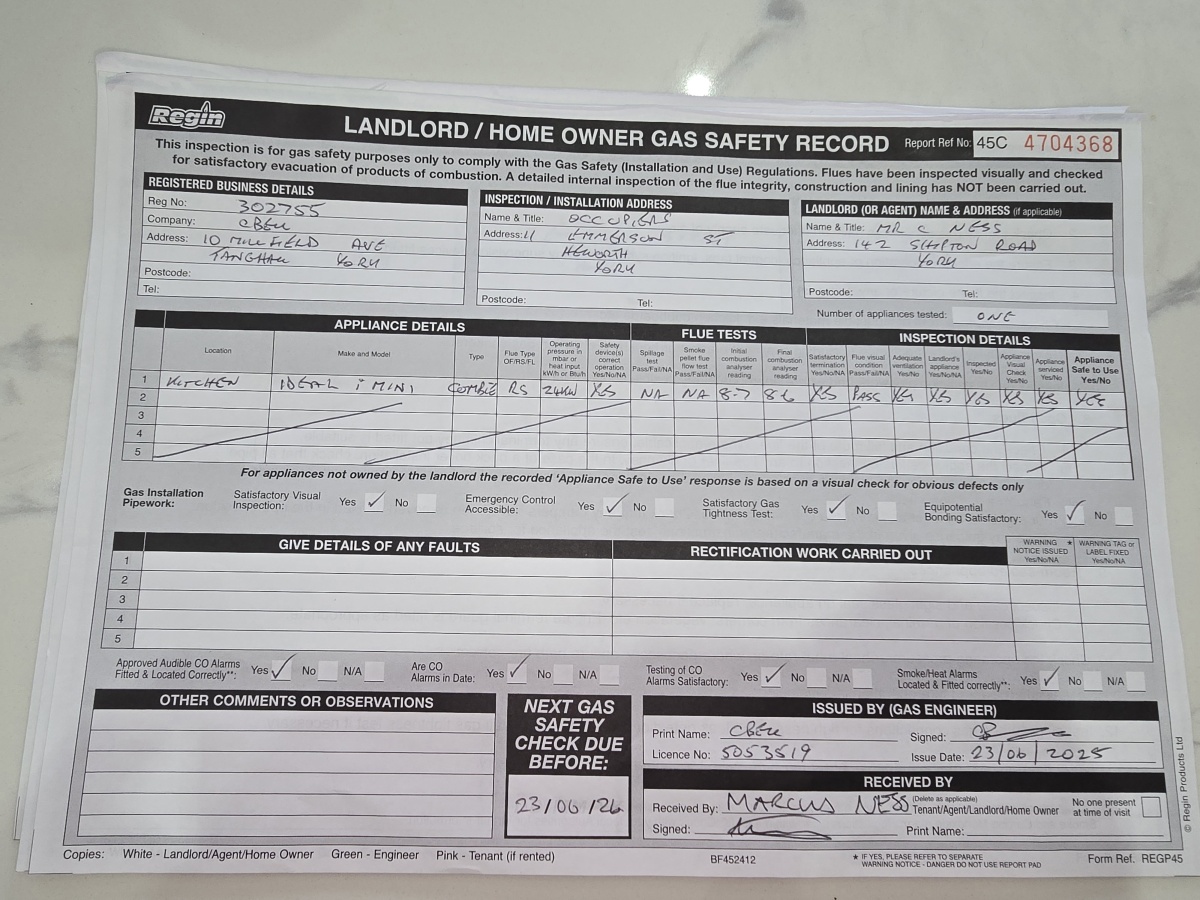 Regin
LANDLORD / HOME OWNER GAS SAFETY RECORD
Report Ref No: 45C 4704368
This inspection is for gas safety purposes only to comply with the Gas Safety (Installation and Use) Regulations. Flues have been inspected visually and checked
for satisfactory evacuation of products of combustion. A detailed internal inspection of the flue integrity, construction and lining has NOT been carried out.
REGISTERED BUSINESS DETAILS
Reg No: 302755
Company: CBELL
Address: 10 MILLFIELD AVE
TANGHALL YORK
Postcode:
Tel:
INSPECTION / INSTALLATION ADDRESS
Name & Title: OCCUPIERS
Address: 4 EMMERSON ST
HEWORTH
YORK
Postcode: Tel:
LANDLORD (OR AGENT) NAME & ADDRESS (if applicable)
Name & Title: MR C NESS
Address: 142 SHIPTON ROAD
YORK
Postcode: Tel:
Number of appliances tested: ONE
APPLIANCE DETAILS FLUE TESTS INSPECTION DETAILS
Location
Make and Model
Type
Flue Type OF/RS/FL
Operating pressure in mbar or heat input kW/h or Btu/h
Safety device(s) correct operation Yes/No/NA
Spillage test Pass/Fail/NA
Smoke pellet flue flow test Pass/Fail/NA
Initial combustion analyser reading
Final combustion analyser reading
Satisfactory termination Yes/No/NA
Flue visual condition Pass/Fail/NA
Adequate ventilation Yes/No
Landlord's appliance Yes/No/NA
Inspected Yes/No
Appliance Visual Check Yes/No
Appliance serviced Yes/No
Appliance Safe to Use Yes/No
1 KITCHEN IDEAL i MINI COMBIE RS 24KW YES NA NA 8-7 8-6 YES PASS YES YES YES YES YES YES
2
3
4
5
For appliances not owned by the landlord the recorded 'Appliance Safe to Use' response is based on a visual check for obvious defects only
Gas Installation Pipework: Satisfactory Visual Inspection: Yes ✓ No Emergency Control Accessible: Yes ✓ No Satisfactory Gas Tightness Test: Yes ✓ No Equipotential Bonding Satisfactory: Yes ✓ No
GIVE DETAILS OF ANY FAULTS RECTIFICATION WORK CARRIED OUT WARNING NOTICE ISSUED Yes/No/NA * WARNING TAG or LABEL FIXED Yes/No/NA
1
2
3
4
5
Approved Audible CO Alarms Fitted & Located Correctly**: Yes ✓ No N/A Are CO Alarms in Date: Yes ✓ No N/A Testing of CO Alarms Satisfactory: Yes ✓ No N/A Smoke/Heat Alarms Located & Fitted correctly**: Yes ✓ No N/A
OTHER COMMENTS OR OBSERVATIONS
NEXT GAS
SAFETY
CHECK DUE
BEFORE:
23/06/26
ISSUED BY (GAS ENGINEER)
Print Name: CBELL Signed:
Licence No: 5053519 Issue Date: 23/06/2025
RECEIVED BY
Received By: MARCUS NESS (Delete as applicable) Tenant/Agent/Landlord/Home Owner No one present at time of visit
Signed: Print Name:
© Regin Products Ltd
Copies: White - Landlord/Agent/Home Owner Green - Engineer Pink - Tenant (if rented)
BF452412
* IF YES, PLEASE REFER TO SEPARATE
WARNING NOTICE - DANGER DO NOT USE REPORT PAD
Form Ref. REGP45